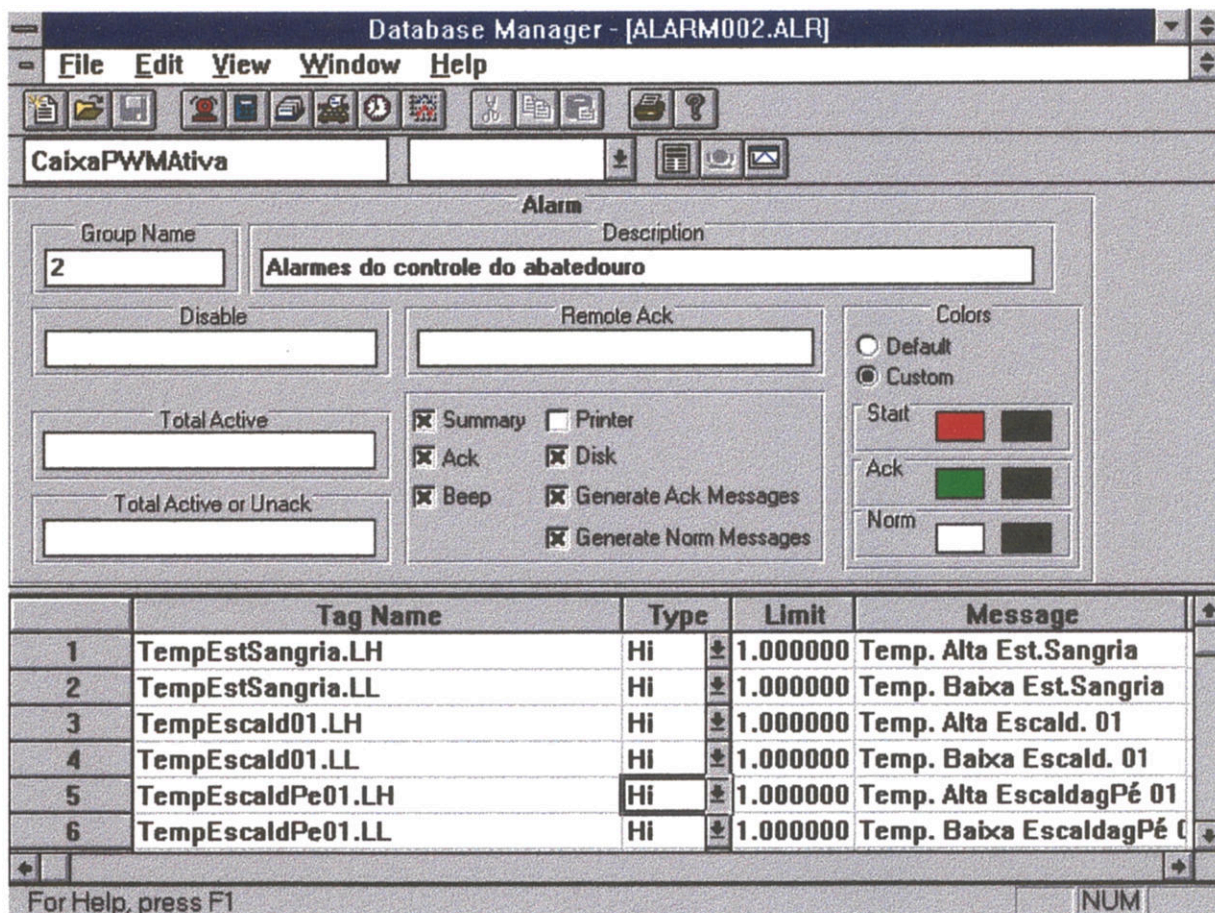 Database Manager - [ALARM002.ALR]
File Edit View Window Help
CaixaPWMAtiva
Alarm
Group Name Description
2 Alarmes do controle do abatedouro
Disable Remote Ack Colors
Default
Custom
Total Active Summary Printer Start
Ack Disk Ack
Total Active or Unack Beep Generate Ack Messages
Generate Norm Messages Norm
Tag Name Type Limit Message
1 TempEstSangria.LH Hi 1.000000 Temp. Alta Est.Sangria
2 TempEstSangria.LL Hi 1.000000 Temp. Baixa Est.Sangria
3 TempEscald01.LH Hi 1.000000 Temp. Alta Escald. 01
4 TempEscald01.LL Hi 1.000000 Temp. Baixa Escald. 01
5 TempEscaldPe01.LH Hi 1.000000 Temp. Alta EscaldagPé 01
6 TempEscaldPe01.LL Hi 1.000000 Temp. Baixa EscaldagPé
For Help, press F1 NUM